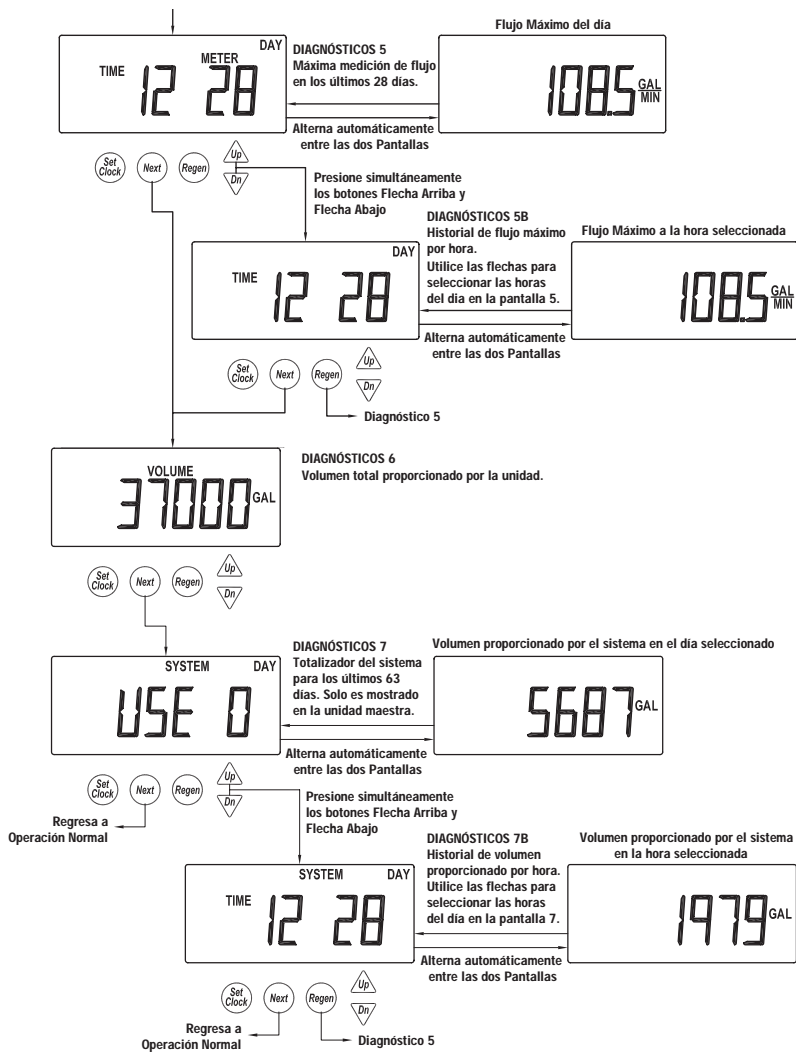 Flujo Máximo del día
DAY
TIME
METER
12 28
DIAGNÓSTICOS 5
Máxima medición de flujo
en los últimos 28 días.
108.5 GAL
MIN
Alterna automáticamente
entre las dos Pantallas
Set
Clock
Next
Regen
Up
Dn
Presione simultáneamente
los botones Flecha Arriba y
Flecha Abajo
DIAGNÓSTICOS 5B
Historial de flujo máximo
por hora.
Utilice las flechas para
seleccionar las horas
del día en la pantalla 5.
Flujo Máximo a la hora seleccionada
DAY
TIME
12 28
108.5 GAL
MIN
Alterna automáticamente
entre las dos Pantallas
Set
Clock
Next
Regen
Up
Dn
Diagnóstico 5
DIAGNÓSTICOS 6
Volumen total proporcionado por la unidad.
VOLUME
37000 GAL
Set
Clock
Next
Regen
Up
Dn
DIAGNÓSTICOS 7
Totalizador del sistema
para los últimos 63
días. Solo es mostrado
en la unidad maestra.
Volumen proporcionado por el sistema en el día seleccionado
SYSTEM
DAY
USE 0
5687 GAL
Alterna automáticamente
entre las dos Pantallas
Set
Clock
Next
Regen
Up
Dn
Regresa a
Operación Normal
Presione simultáneamente
los botones Flecha Arriba y
Flecha Abajo
DIAGNÓSTICOS 7B
Historial de volumen
proporcionado por hora.
Utilice las flechas para
seleccionar las horas
del día en la pantalla 7.
Volumen proporcionado por el sistema
en la hora seleccionada
SYSTEM
DAY
TIME
12 28
1979 GAL
Alterna automáticamente
entre las dos Pantallas
Set
Clock
Next
Regen
Up
Dn
Regresa a
Operación Normal
Diagnóstico 5